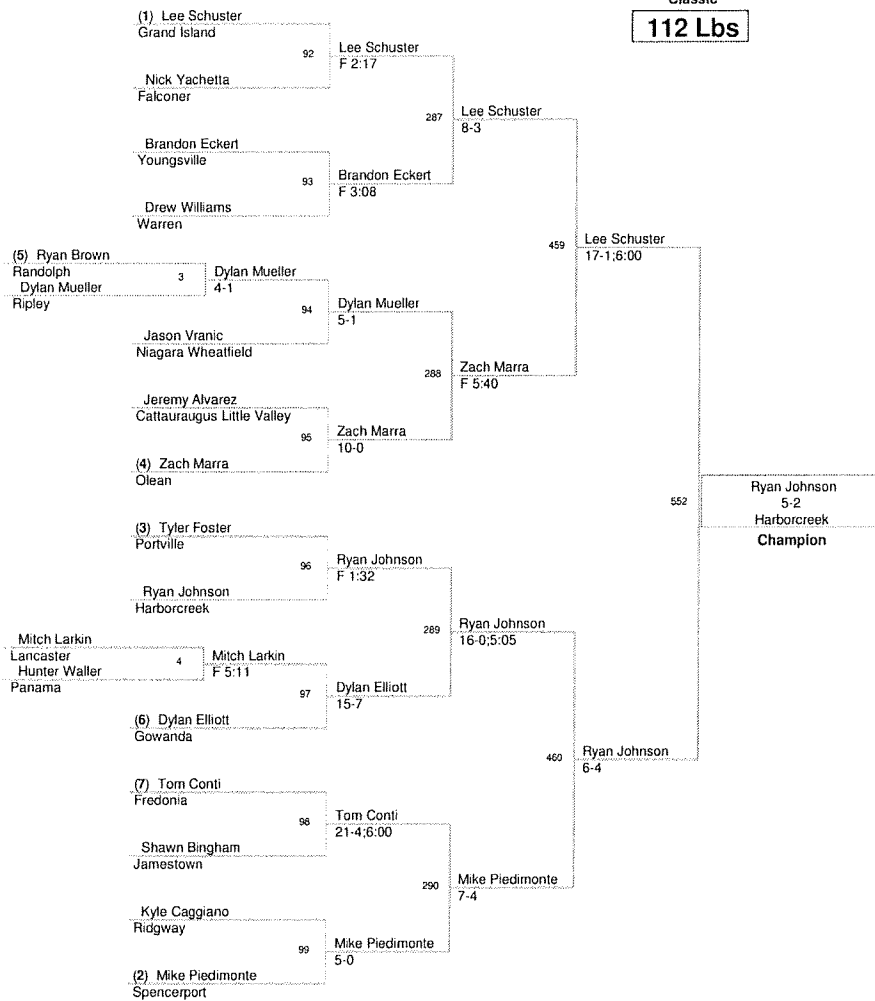 Classic
112 Lbs
(1) Lee Schuster
Grand Island
92
Nick Yachetta
Falconer
Lee Schuster
F 2:17
287
Brandon Eckert
Youngsville
93
Drew Williams
Warren
Brandon Eckert
F 3:08
Lee Schuster
8-3
459
(5) Ryan Brown
Randolph
3
Dylan Mueller
Ripley
Dylan Mueller
4-1
94
Jason Vranic
Niagara Wheatfield
Dylan Mueller
5-1
288
Jeremy Alvarez
Cattauraugus Little Valley
95
(4) Zach Marra
Olean
Zach Marra
10-0
Zach Marra
F 5:40
Lee Schuster
17-1;6:00
552
(3) Tyler Foster
Portville
96
Ryan Johnson
Harborcreek
Ryan Johnson
F 1:32
289
Mitch Larkin
Lancaster
4
Hunter Waller
Panama
Mitch Larkin
F 5:11
97
(6) Dylan Elliott
Gowanda
Dylan Elliott
15-7
Ryan Johnson
16-0;5:05
460
(7) Tom Conti
Fredonia
98
Shawn Bingham
Jamestown
Tom Conti
21-4;6:00
290
Kyle Caggiano
Ridgway
99
(2) Mike Piedimonte
Spencerport
Mike Piedimonte
5-0
Mike Piedimonte
7-4
Ryan Johnson
6-4
Ryan Johnson
5-2
Harborcreek
Champion